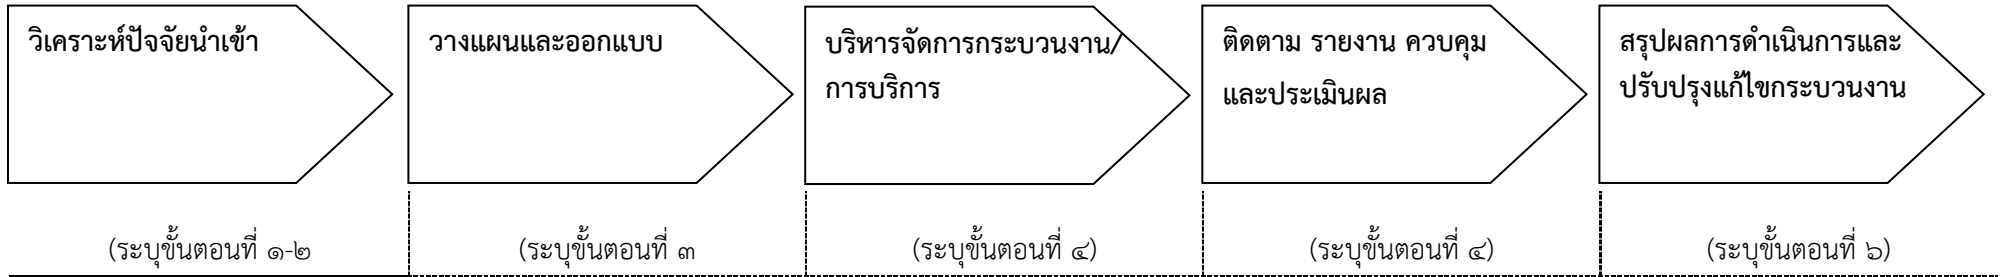 วิเคราะห์ปัจจัยนำเข้า
วางแผนและออกแบบ
บริหารจัดการกระบวนงาน/
การบริการ
ติดตาม รายงาน ควบคุม
และประเมินผล
สรุปผลการดำเนินการและ
ปรับปรุงแก้ไขกระบวนงาน
(ระบุขั้นตอนที่ ๑-๒
(ระบุขั้นตอนที่ ๓
(ระบุขั้นตอนที่ ๔)
(ระบุขั้นตอนที่ ๔)
(ระบุขั้นตอนที่ ๖)